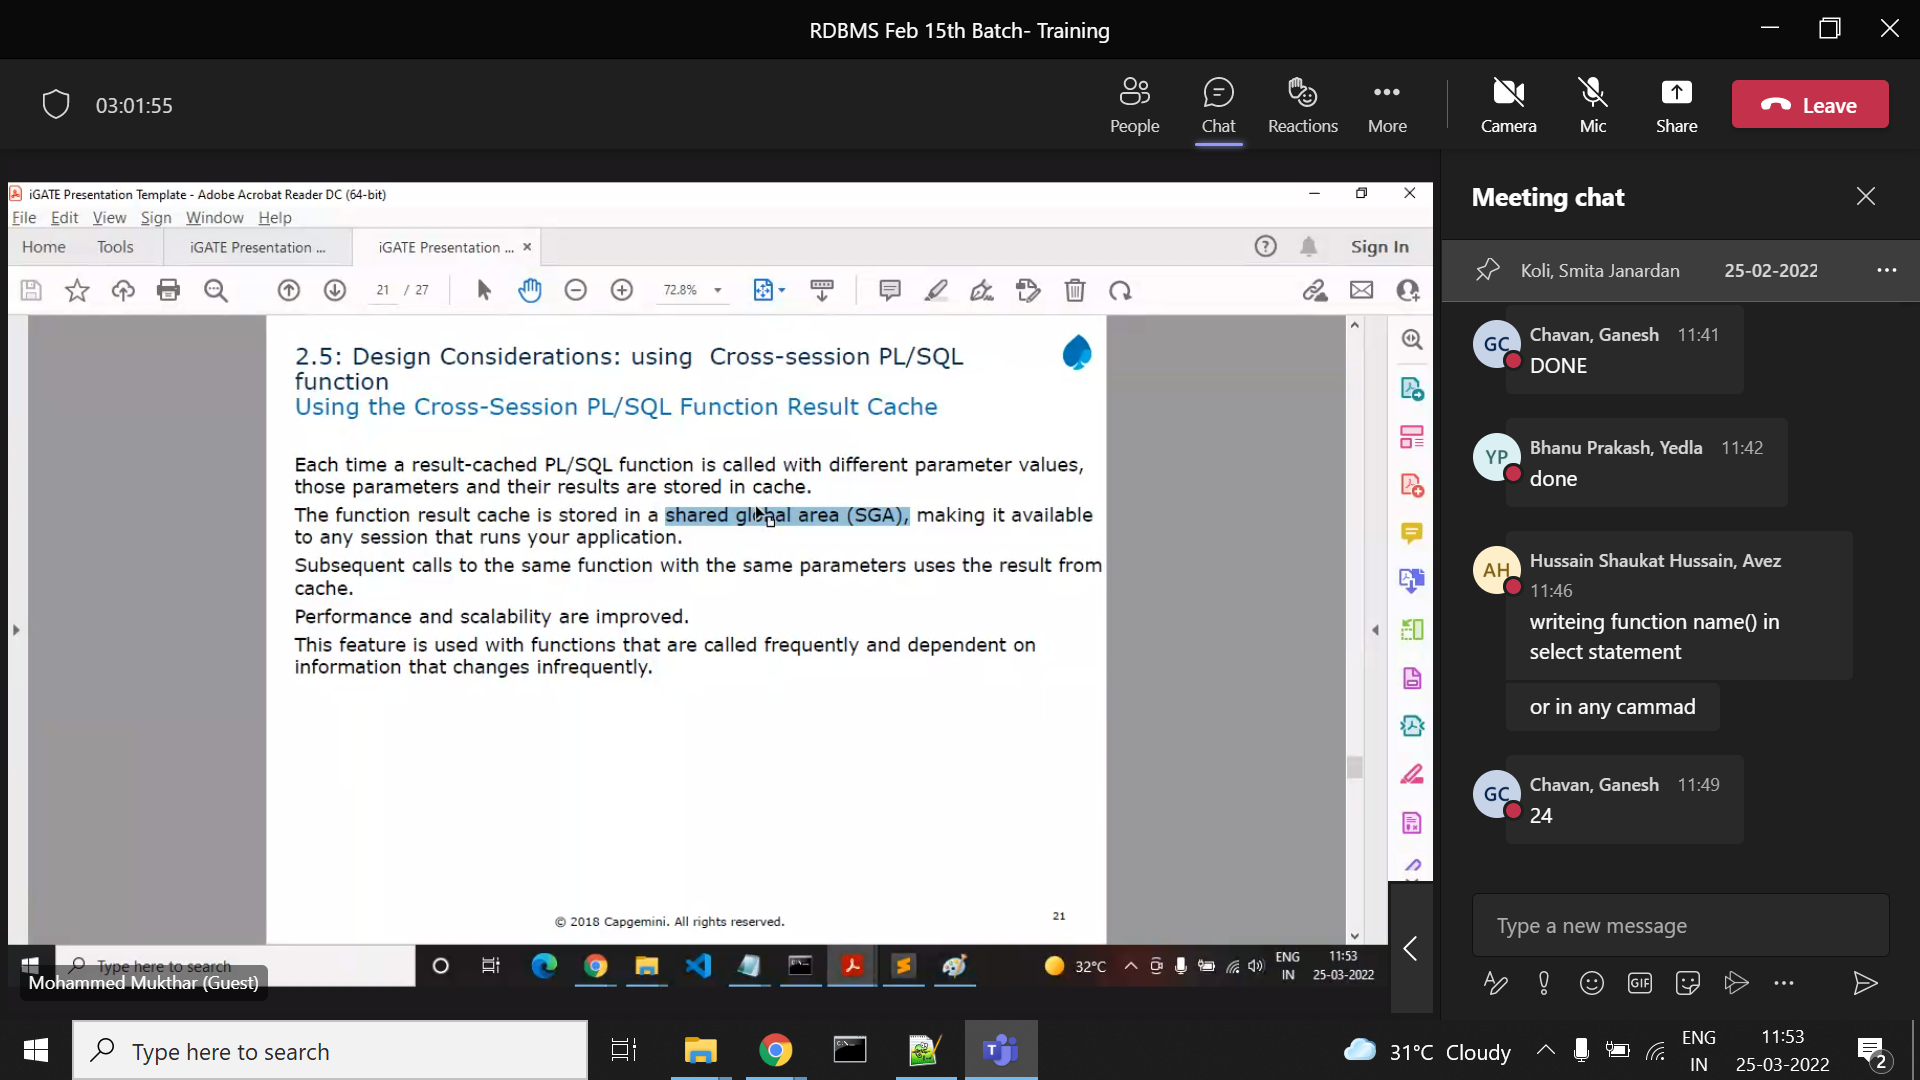 RDBMS Feb 15th Batch- Training
03:01:55
People
Chat
Reactions
More
Camera
Mic
Share
Leave
iGATE Presentation Template - Adobe Acrobat Reader DC (64-bit)
File Edit View Sign Window Help
Home Tools iGATE Presentation ... iGATE Presentation ... Sign In
21 / 27 72.8%
2.5: Design Considerations: using Cross-session PL/SQL
function
Using the Cross-Session PL/SQL Function Result Cache
Each time a result-cached PL/SQL function is called with different parameter values,
those parameters and their results are stored in cache.
The function result cache is stored in a shared global area (SGA), making it available
to any session that runs your application.
Subsequent calls to the same function with the same parameters uses the result from
cache.
Performance and scalability are improved.
This feature is used with functions that are called frequently and dependent on
information that changes infrequently.
© 2018 Capgemini. All rights reserved.
21
Type here to search
Mohammed Mukthar (Guest)
32°C
ENG
IN
11:53
25-03-2022
Meeting chat
Koli, Smita Janardan 25-02-2022
GC
Chavan, Ganesh 11:41
DONE
YP
Bhanu Prakash, Yedla 11:42
done
AH
Hussain Shaukat Hussain, Avez
11:46
writeing function name() in
select statement
or in any cammad
GC
Chavan, Ganesh 11:49
24
Type a new message
GIF
Type here to search
31°C Cloudy
ENG
IN
11:53
25-03-2022
2